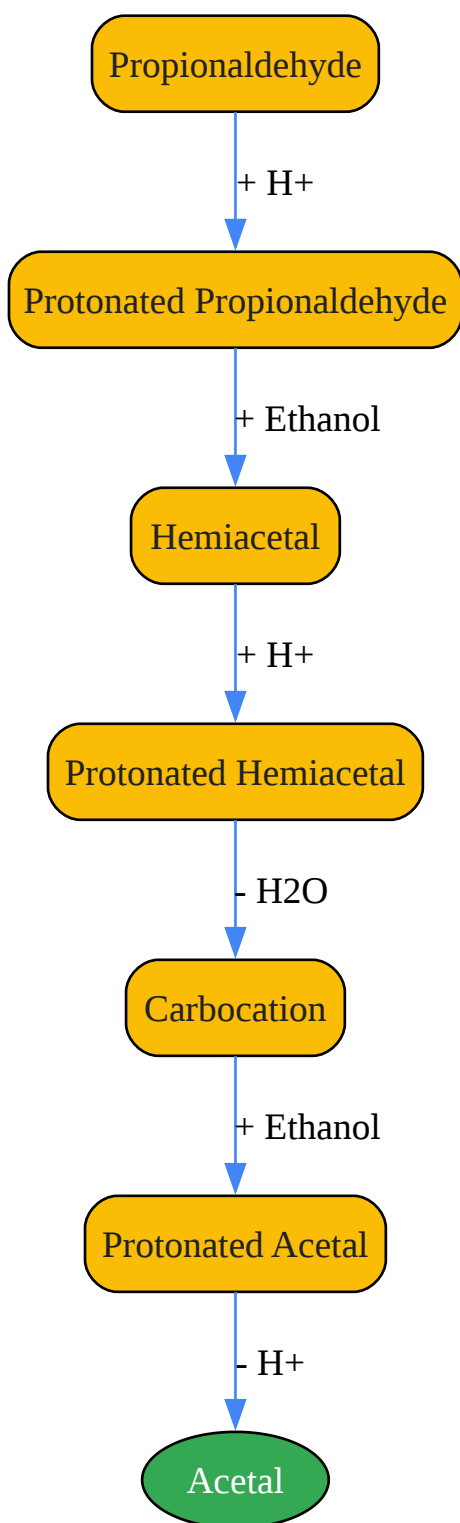 Propionaldehyde
+ H+
Protonated Propionaldehyde
+ Ethanol
Hemiacetal
+ H+
Protonated Hemiacetal
- H2O
Carbocation
+ Ethanol
Protonated Acetal
- H+
Acetal